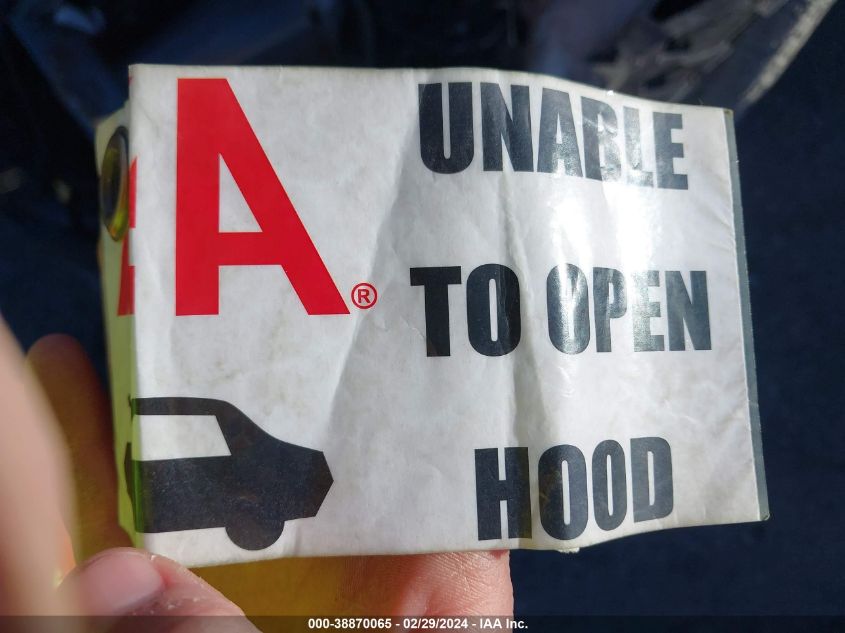 A®
UNABLE
TO OPEN
HOOD
000-38870065 - 02/29/2024 - IAA Inc.